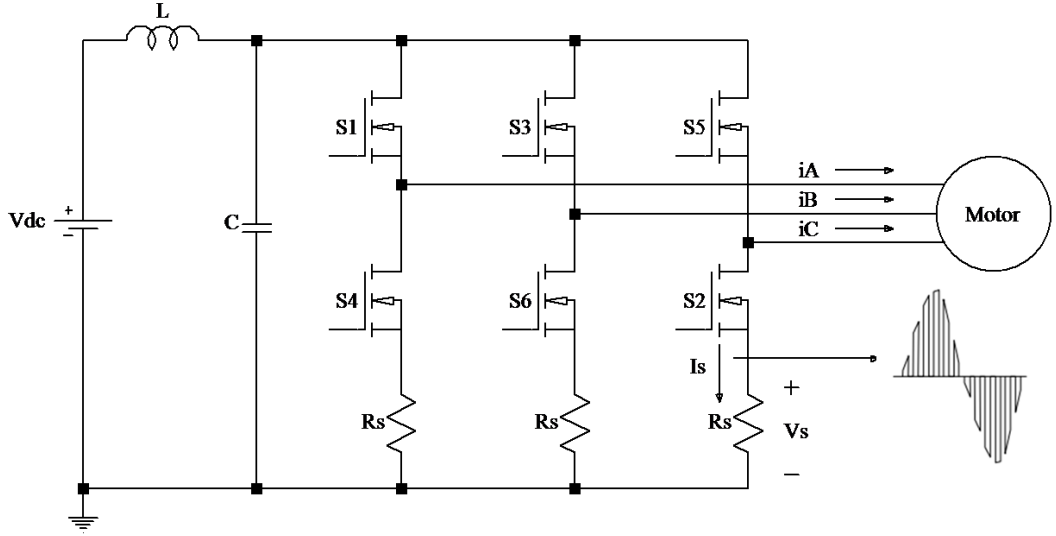 L
S1
S3
S5
iA
iB
iC
Motor
Vdc
+
−
C
S4
S6
S2
Is
Rs
Rs
Rs
+
Vs
−